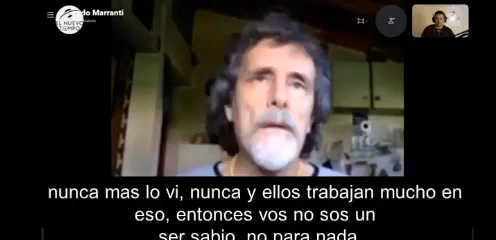 do Marranti
EL NUEVO
TIEMPO
nunca mas lo vi, nunca y ellos trabajan mucho en
eso, entonces vos no sos un
ser sabio, no para nada